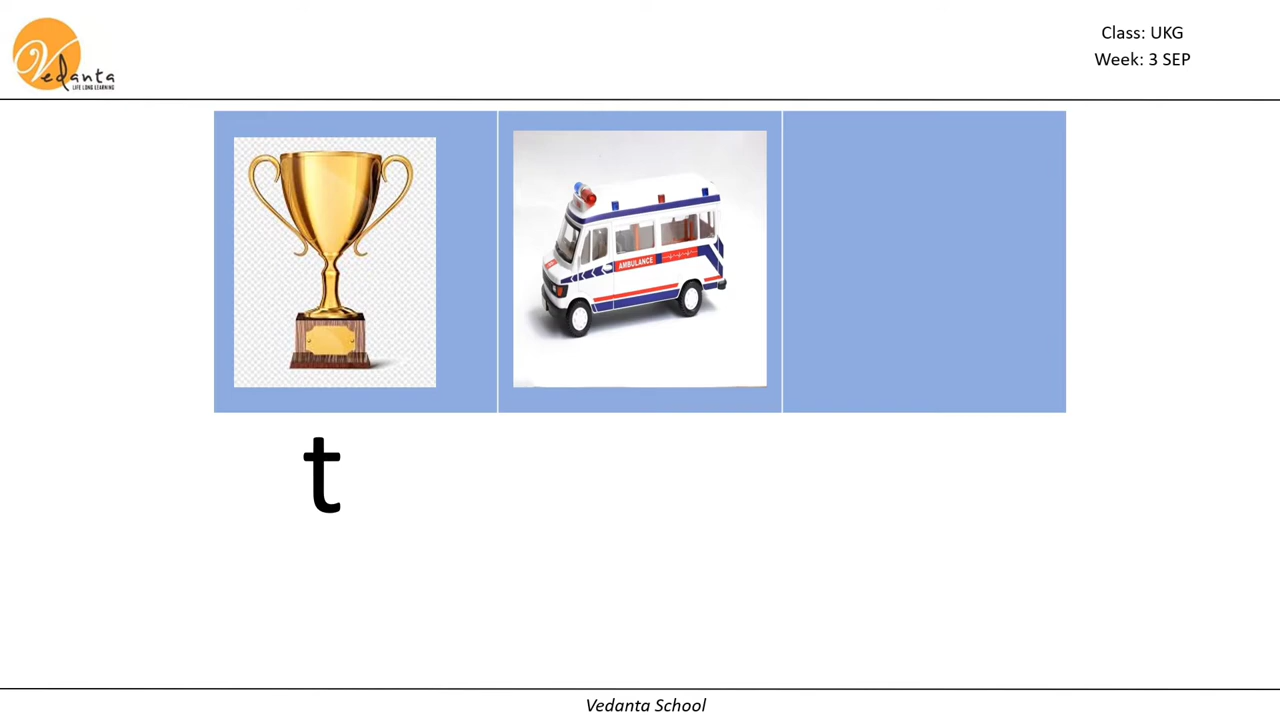 Vedanta
LIFE LONG LEARNING
Class: UKG
Week: 3 SEP
AMBULANCE
t
Vedanta School